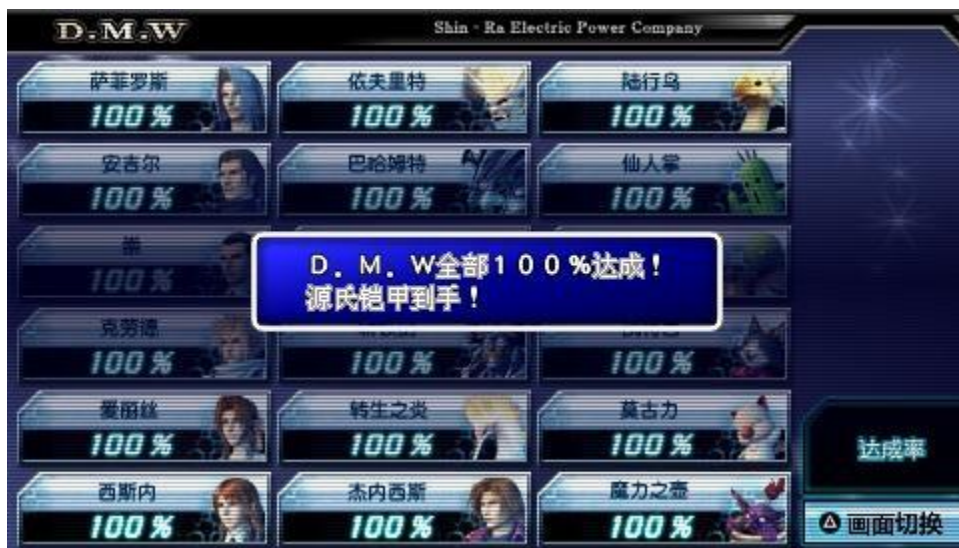 D.M.W
Shin-Ra Electric Power Company
萨菲罗斯
依夫里特
陆行鸟
100%
100%
100%
安吉尔
巴哈姆特
仙人掌
100%
100%
100%
100%
D．M．W全部100%达成！
源氏铠甲到手！
克劳德
100%
100%
100%
爱丽丝
转生之炎
莫古力
100%
100%
100%
达成率
西斯内
杰内西斯
魔力之壶
100%
100%
100%
画面切换